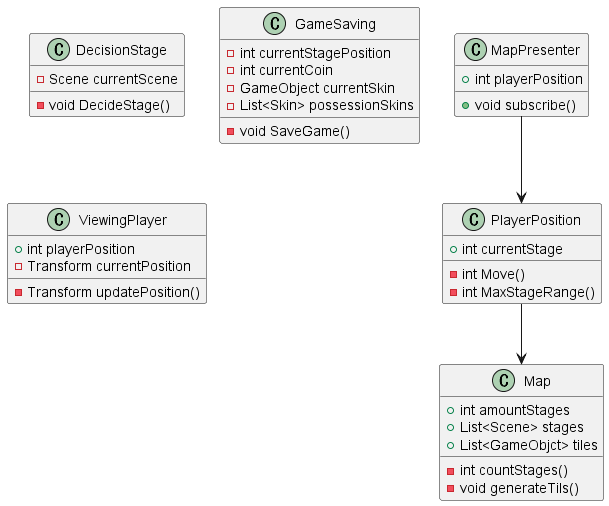 C DecisionStage
Scene currentScene
void DecideStage()
C GameSaving
int currentStagePosition
int currentCoin
GameObject currentSkin
List<Skin> possessionSkins
void SaveGame()
C MapPresenter
int playerPosition
void subscribe()
C ViewingPlayer
int playerPosition
Transform currentPosition
Transform updatePosition()
C PlayerPosition
int currentStage
int Move()
int MaxStageRange()
C Map
int amountStages
List<Scene> stages
List<GameObjct> tiles
int countStages()
void generateTils()